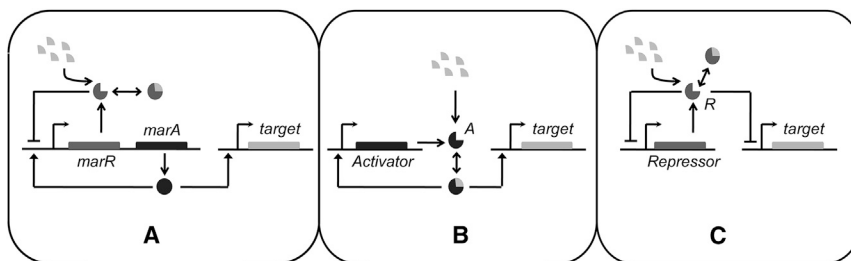 marR
marA
target
A
A
Activator
target
B
R
Repressor
target
C